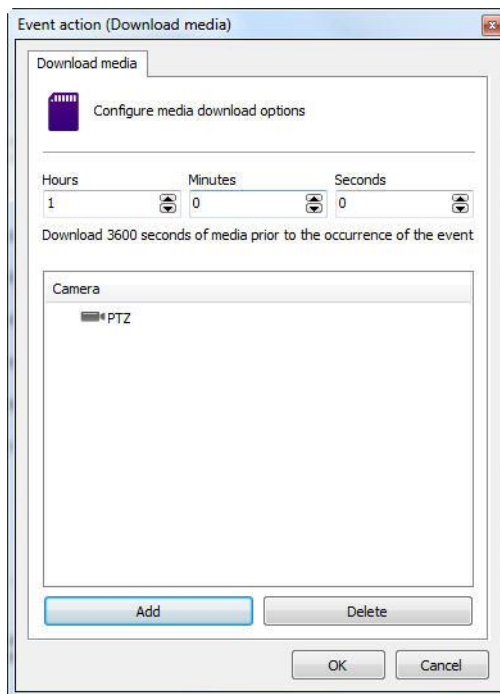 Event action (Download media)
Download media
Configure media download options
Hours Minutes Seconds
1 0 0
Download 3600 seconds of media prior to the occurrence of the event
Camera
PTZ
Add Delete
OK Cancel